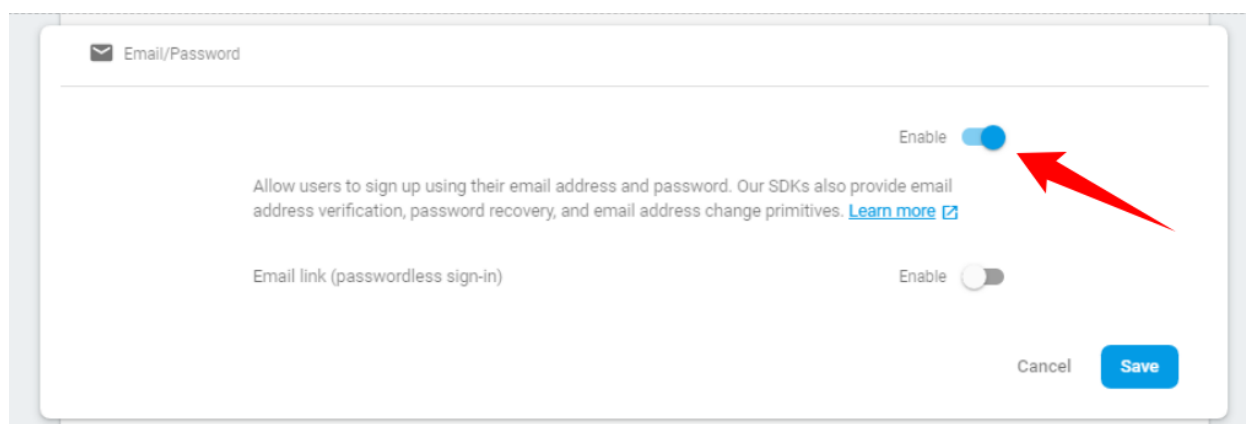 Email/Password
Enable
Allow users to sign up using their email address and password. Our SDKs also provide email
address verification, password recovery, and email address change primitives. Learn more
Email link (passwordless sign-in) Enable
Cancel Save